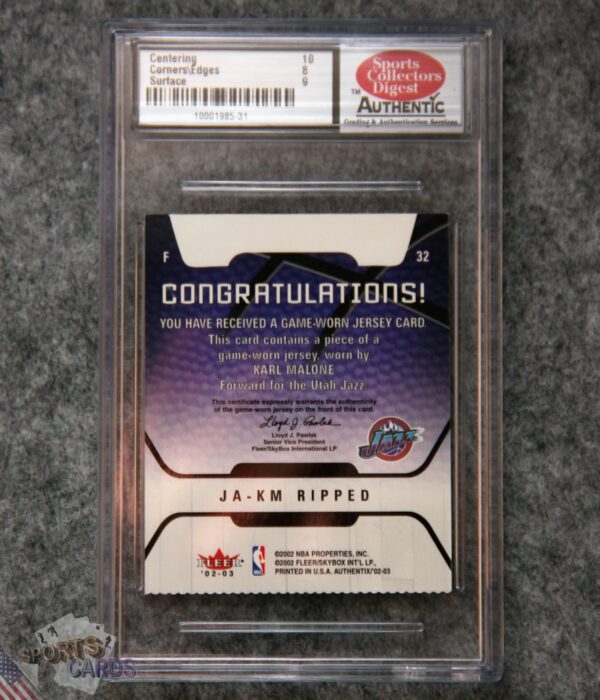 Centering 10
Corners\Edges 8
Surface 9
10001985-31
Sports
Collectors
Digest
™
AUTHENTIC
Grading & Authentication Services
F 32
CONGRATULATIONS!
YOU HAVE RECEIVED A GAME-WORN JERSEY CARD
This card contains a piece of a
game-worn jersey, worn by
KARL MALONE
Forward for the Utah Jazz.
This certificate expressly warrants the authenticity
of the game-worn jersey on the front of this card.
Lloyd J. Pawlak
Lloyd J. Pawlak
Senior Vice President
Fleer/SkyBox International LP
JAZZ
JA-KM RIPPED
FLEER
'02-03
©2002 NBA PROPERTIES, INC.
©2002 FLEER/SKYBOX INT'L LP.,
PRINTED IN U.S.A. AUTHENTIX/'02-03
SPORTS
CARDS